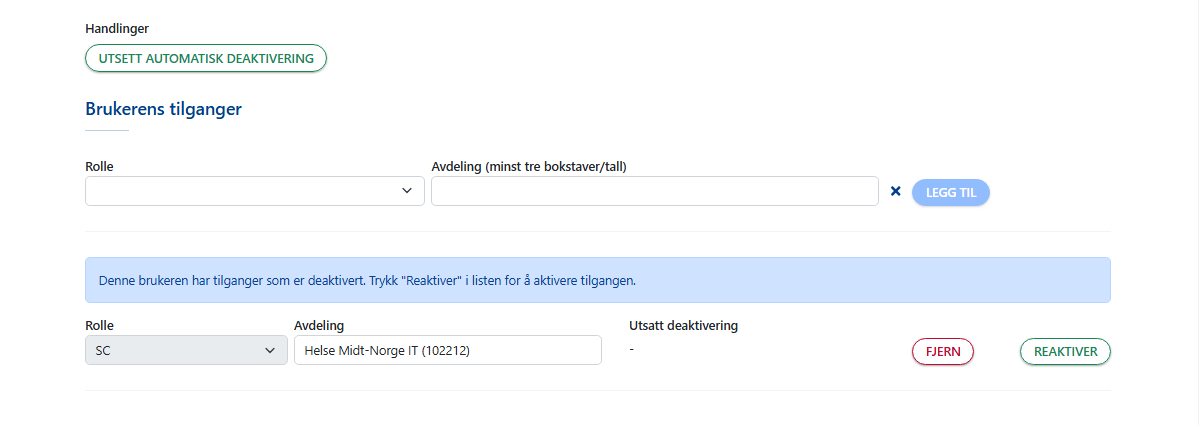 Handlinger
UTSETT AUTOMATISK DEAKTIVERING
Brukerens tilganger
Rolle Avdeling (minst tre bokstaver/tall)
LEGG TIL
Denne brukeren har tilganger som er deaktivert. Trykk "Reaktiver" i listen for å aktivere tilgangen.
Rolle Avdeling Utsatt deaktivering
SC Helse Midt-Norge IT (102212) - FJERN REAKTIVER